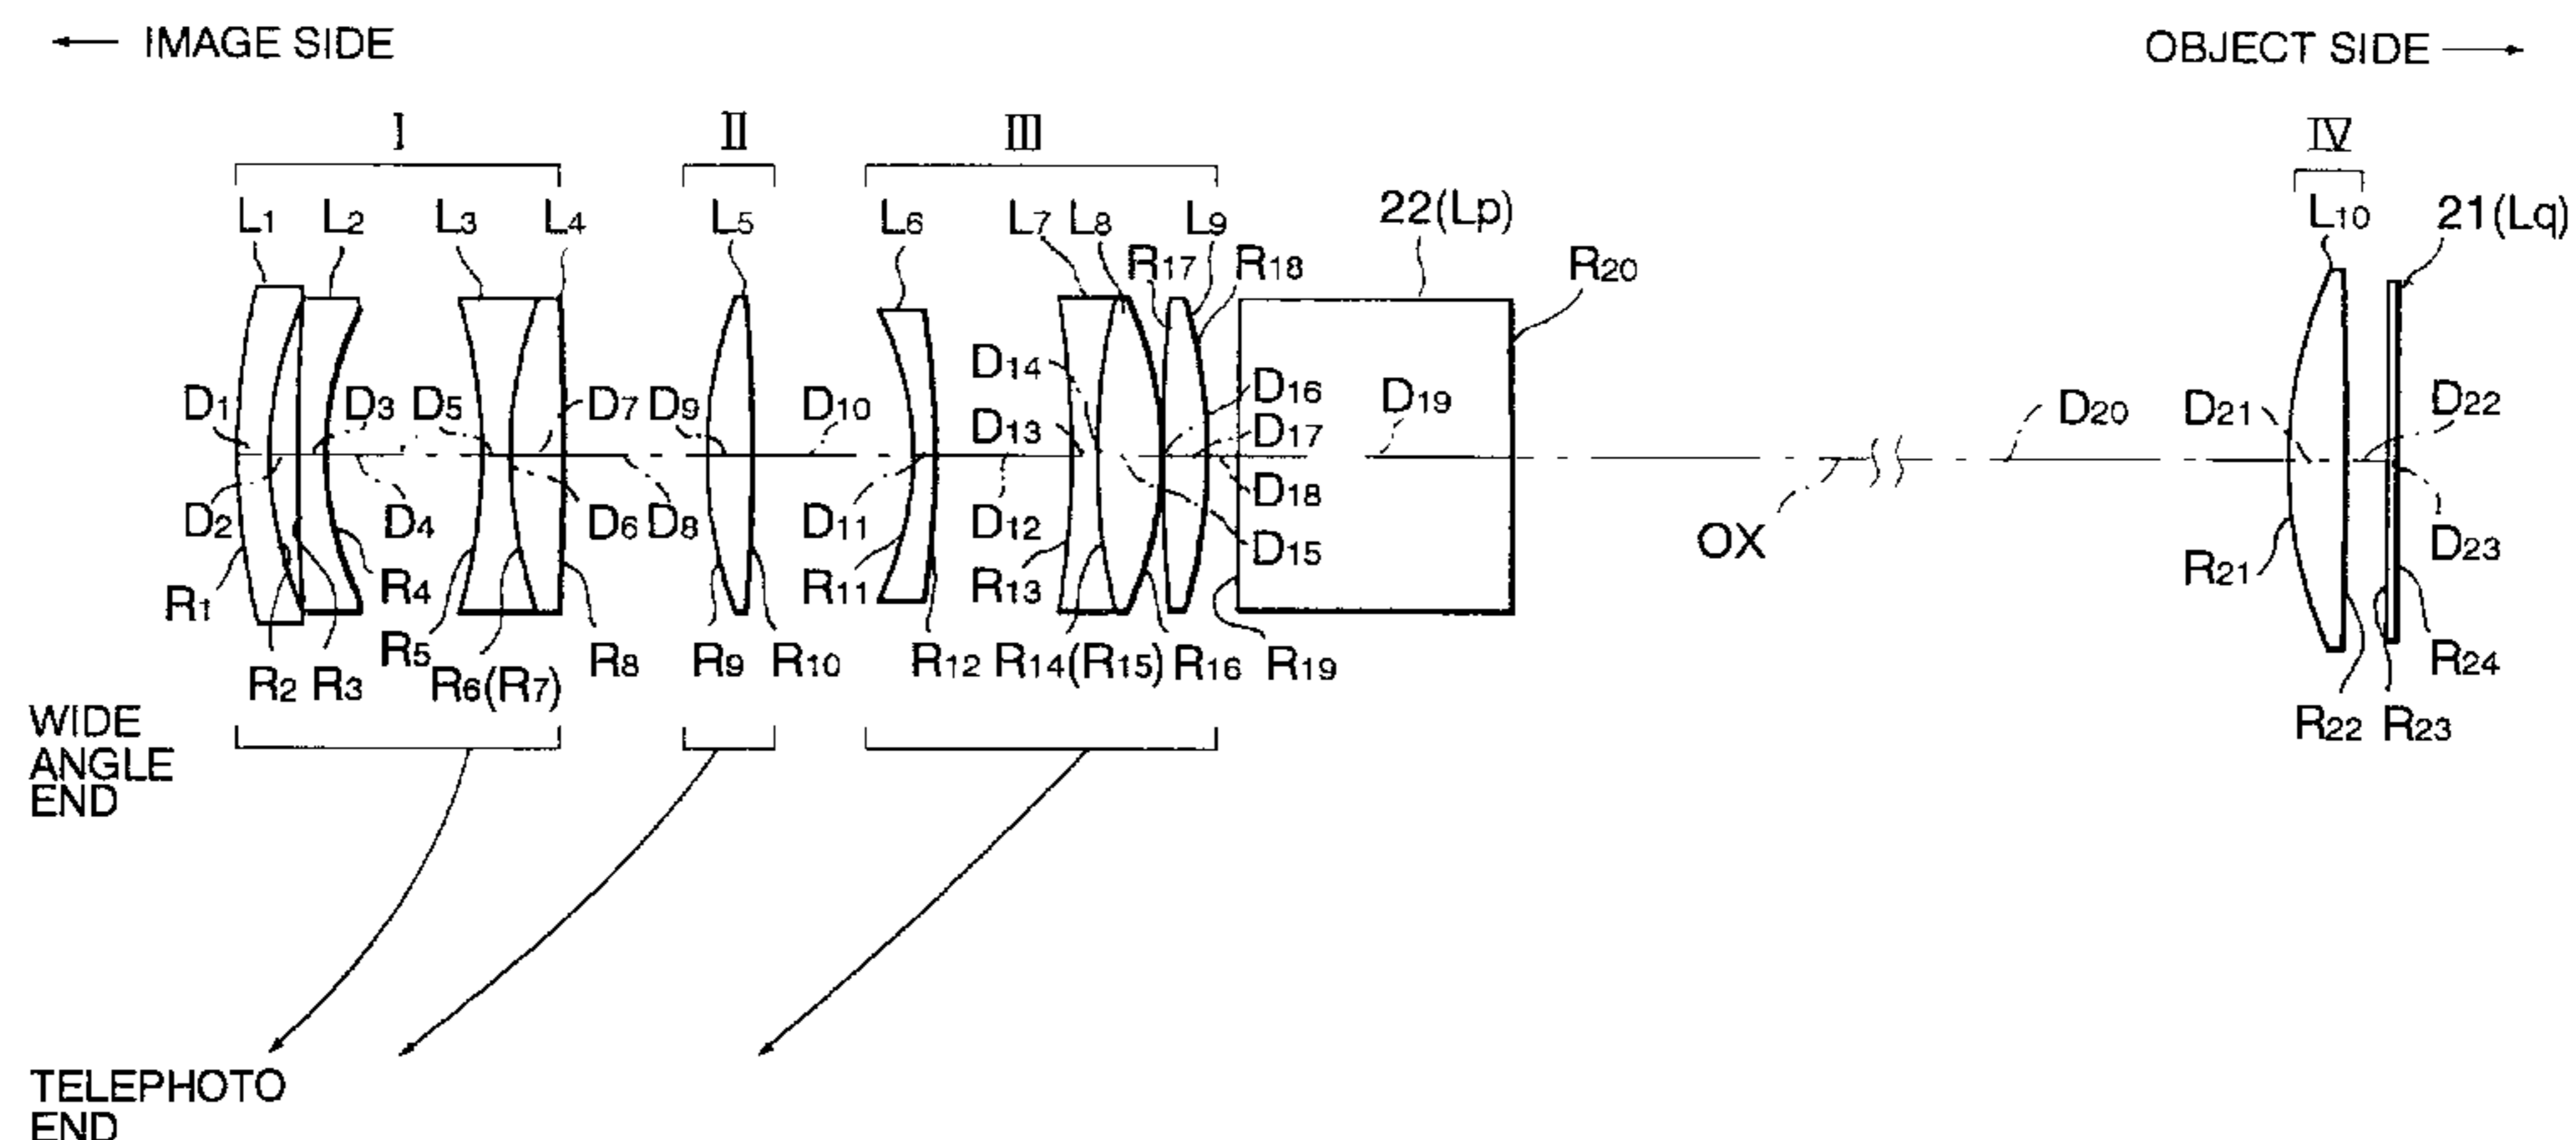 IMAGE SIDE
OBJECT SIDE
I II III IV
L1 L2 L3 L4 L5 L6 L7 L8 L9 22(Lp) L10 21(Lq)
R17 R18 R20
D14 D16
D1 D3 D5 D7 D9 D10 D13 D17 D19 D20 D21 D22
D2 D4 D6 D8 D11 D12 D18 D15 OX D23
R1 R4 R11 R13 R21
R5 R9 R10 R12 R14(R15) R16 R19 R24
R2 R3 R6(R7) R8 R22 R23
WIDE
ANGLE
END
TELEPHOTO
END